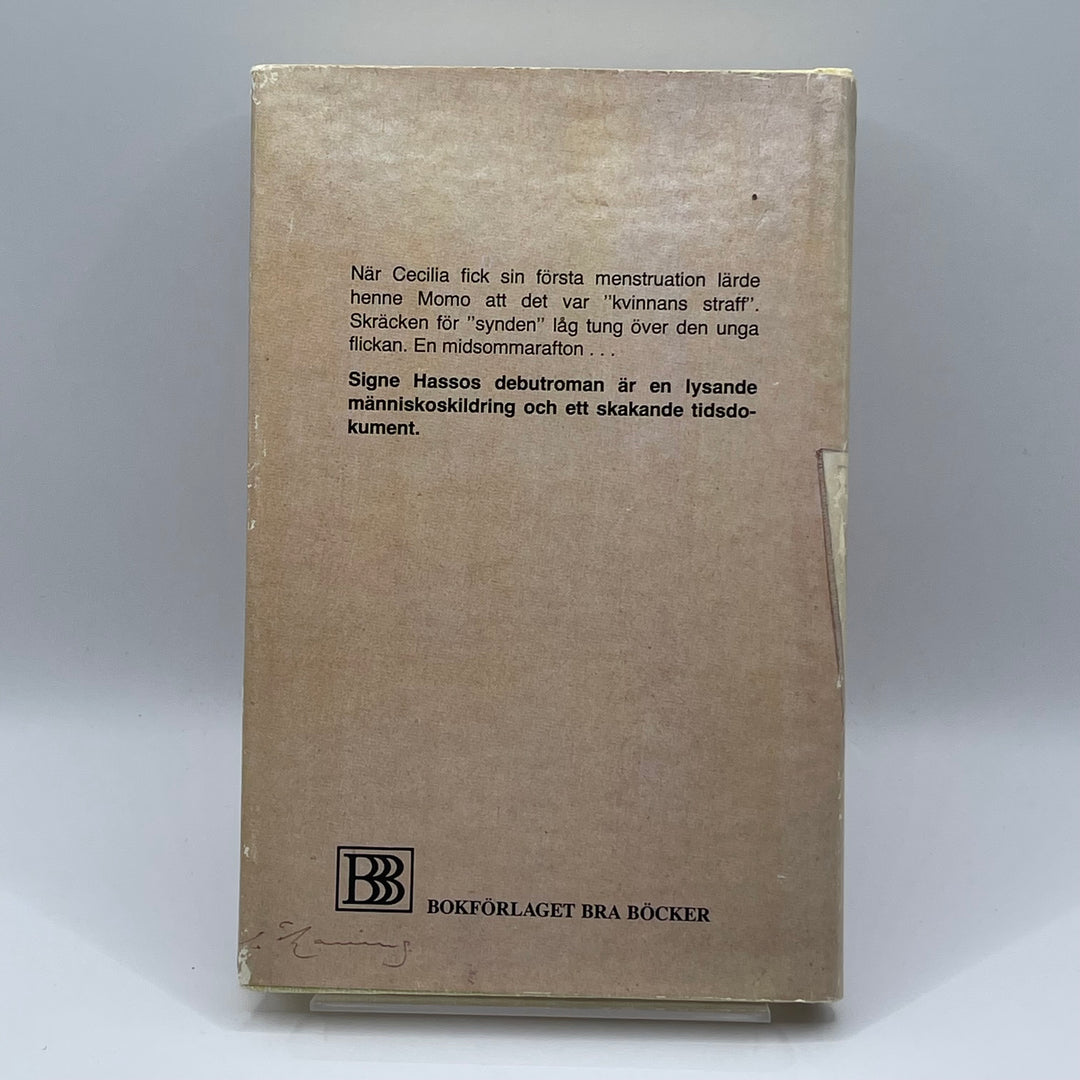 När Cecilia fick sin första menstruation lärde
henne Momo att det var ”kvinnans straff”.
Skräcken för ”synden” låg tung över den unga
flickan. En midsommarafton . . .
Signe Hassos debutroman är en lysande
människoskildring och ett skakande tidsdo-
kument.
BBB
BOKFÖRLAGET BRA BÖCKER